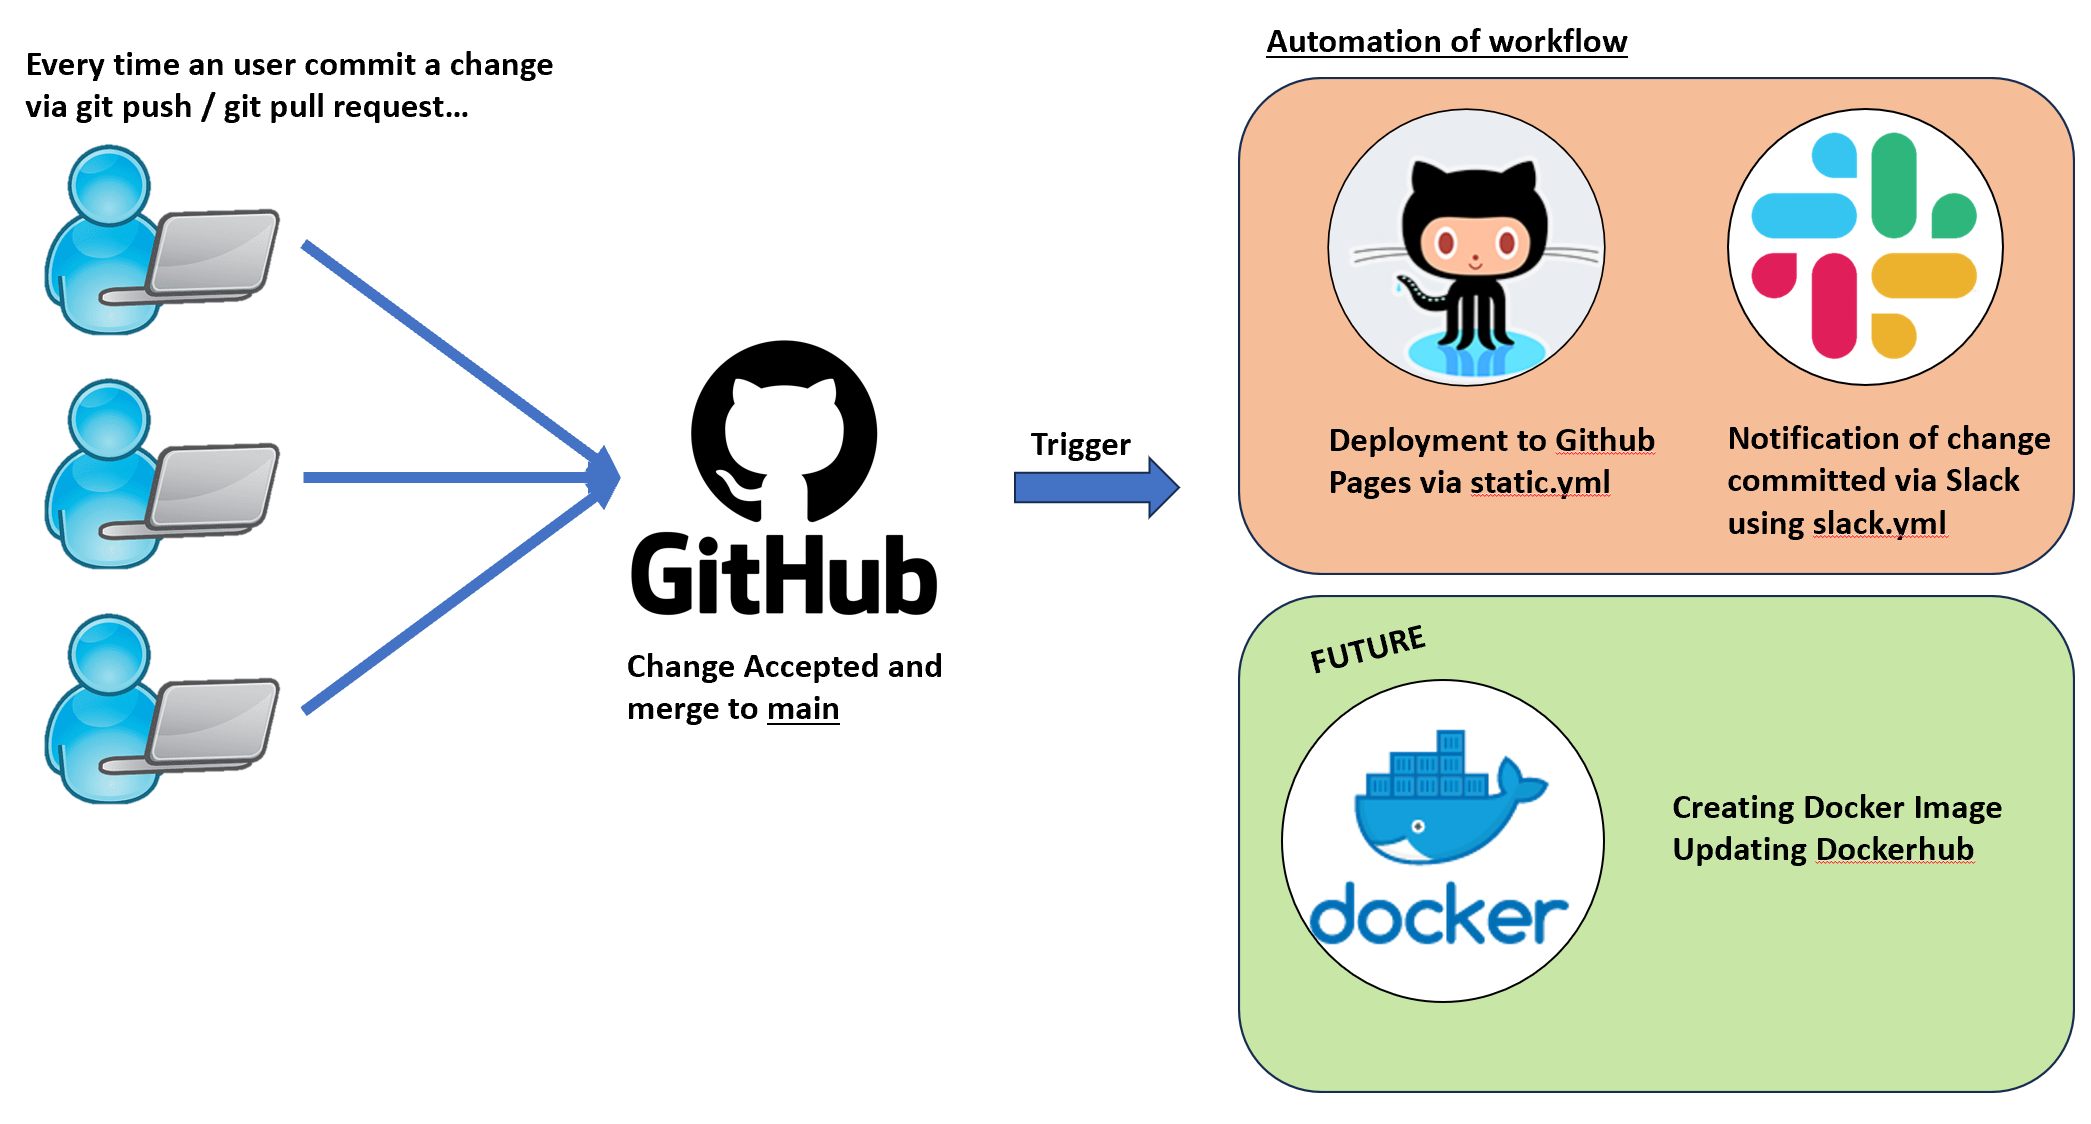 Every time an user commit a change
via git push / git pull request...
GitHub
Change Accepted and
merge to main
Trigger
Automation of workflow
Deployment to Github
Pages via static.yml
Notification of change
committed via Slack
using slack.yml
FUTURE
docker
Creating Docker Image
Updating Dockerhub